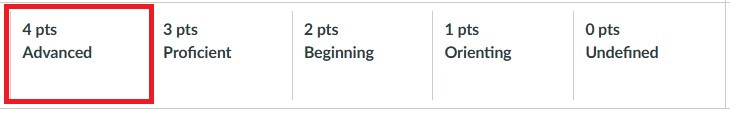 4 pts
Advanced
3 pts
Proficient
2 pts
Beginning
1 pts
Orienting
0 pts
Undefined